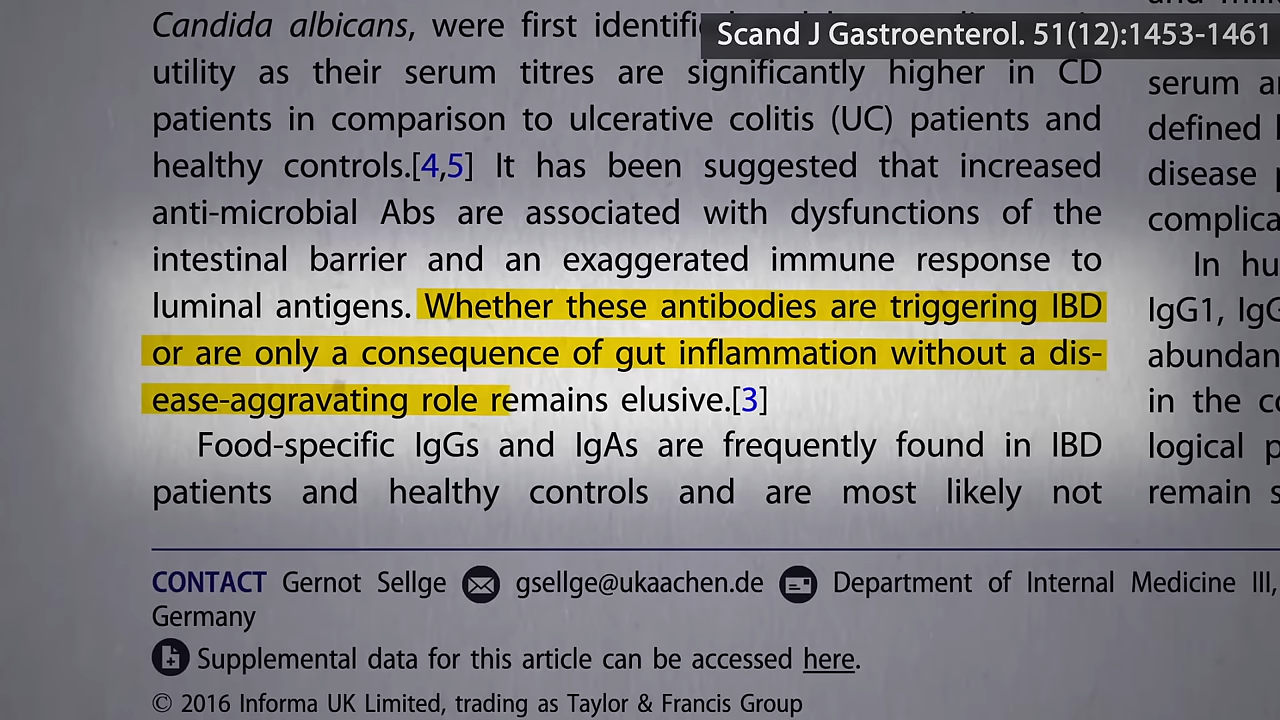 Candida albicans, were first
Scand J Gastroenterol. 51(12):1453-1461
utility as their serum titres are significantly higher in CD
patients in comparison to ulcerative colitis (UC) patients and
healthy controls.[4,5] It has been suggested that increased
anti-microbial Abs are associated with dysfunctions of the
intestinal barrier and an exaggerated immune response to
luminal antigens. Whether these antibodies are triggering IBD
or are only a consequence of gut inflammation without a dis-
ease-aggravating role remains elusive.[3]
Food-specific IgGs and IgAs are frequently found in IBD
patients and healthy controls and are most likely not
serum
defined
disease
In
IgG1,
in the
remain
CONTACT Gernot Sellge gsellge@ukaachen.de Department of Internal Medicine III,
Germany
Supplemental data for this article can be accessed here.
© 2016 Informa UK Limited, trading as Taylor & Francis Group